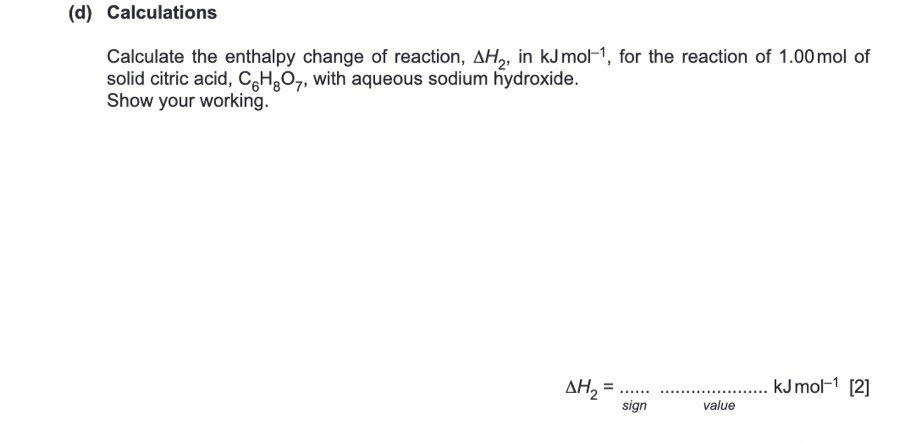 (d) Calculations
Calculate the enthalpy change of reaction, ΔH₂, in kJ mol⁻¹, for the reaction of 1.00 mol of
solid citric acid, C₆H₈O₇, with aqueous sodium hydroxide.
Show your working.
ΔH₂ = ...... ...................... kJ mol⁻¹ [2]
sign value